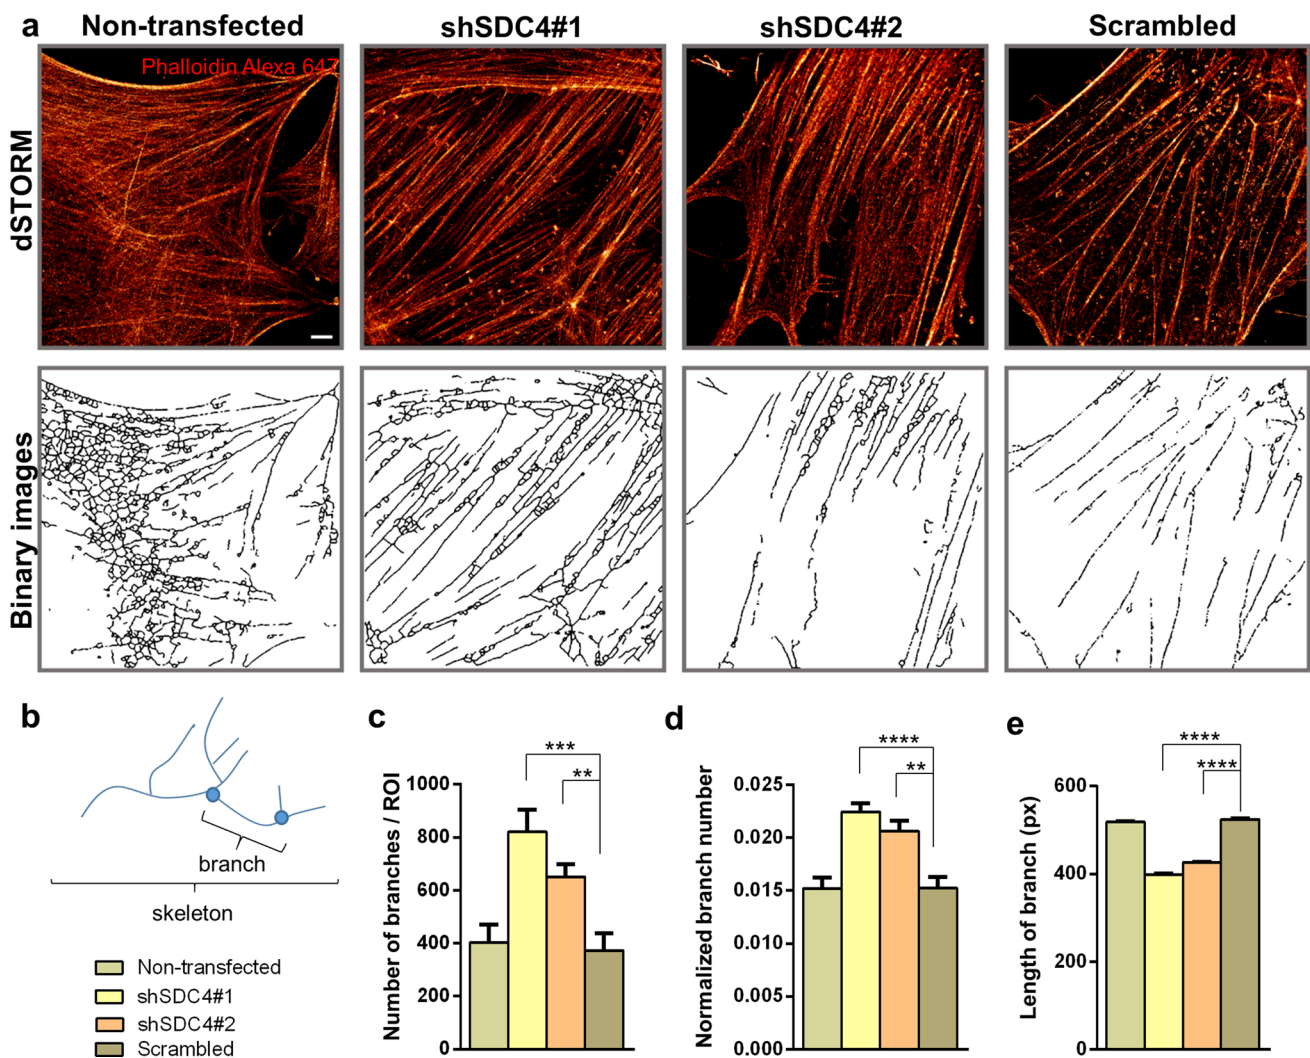 a
Non-transfected
shSDC4#1
shSDC4#2
Scrambled
dSTORM
Phalloidin Alexa 647
Binary images
b
branch
skeleton
Non-transfected
shSDC4#1
shSDC4#2
Scrambled
c
Number of branches / ROI
1000
800
600
400
200
0
***
**
d
Normalized branch number
0.025
0.020
0.015
0.010
0.005
0.000
****
**
e
Length of branch (px)
600
400
200
0
****
****